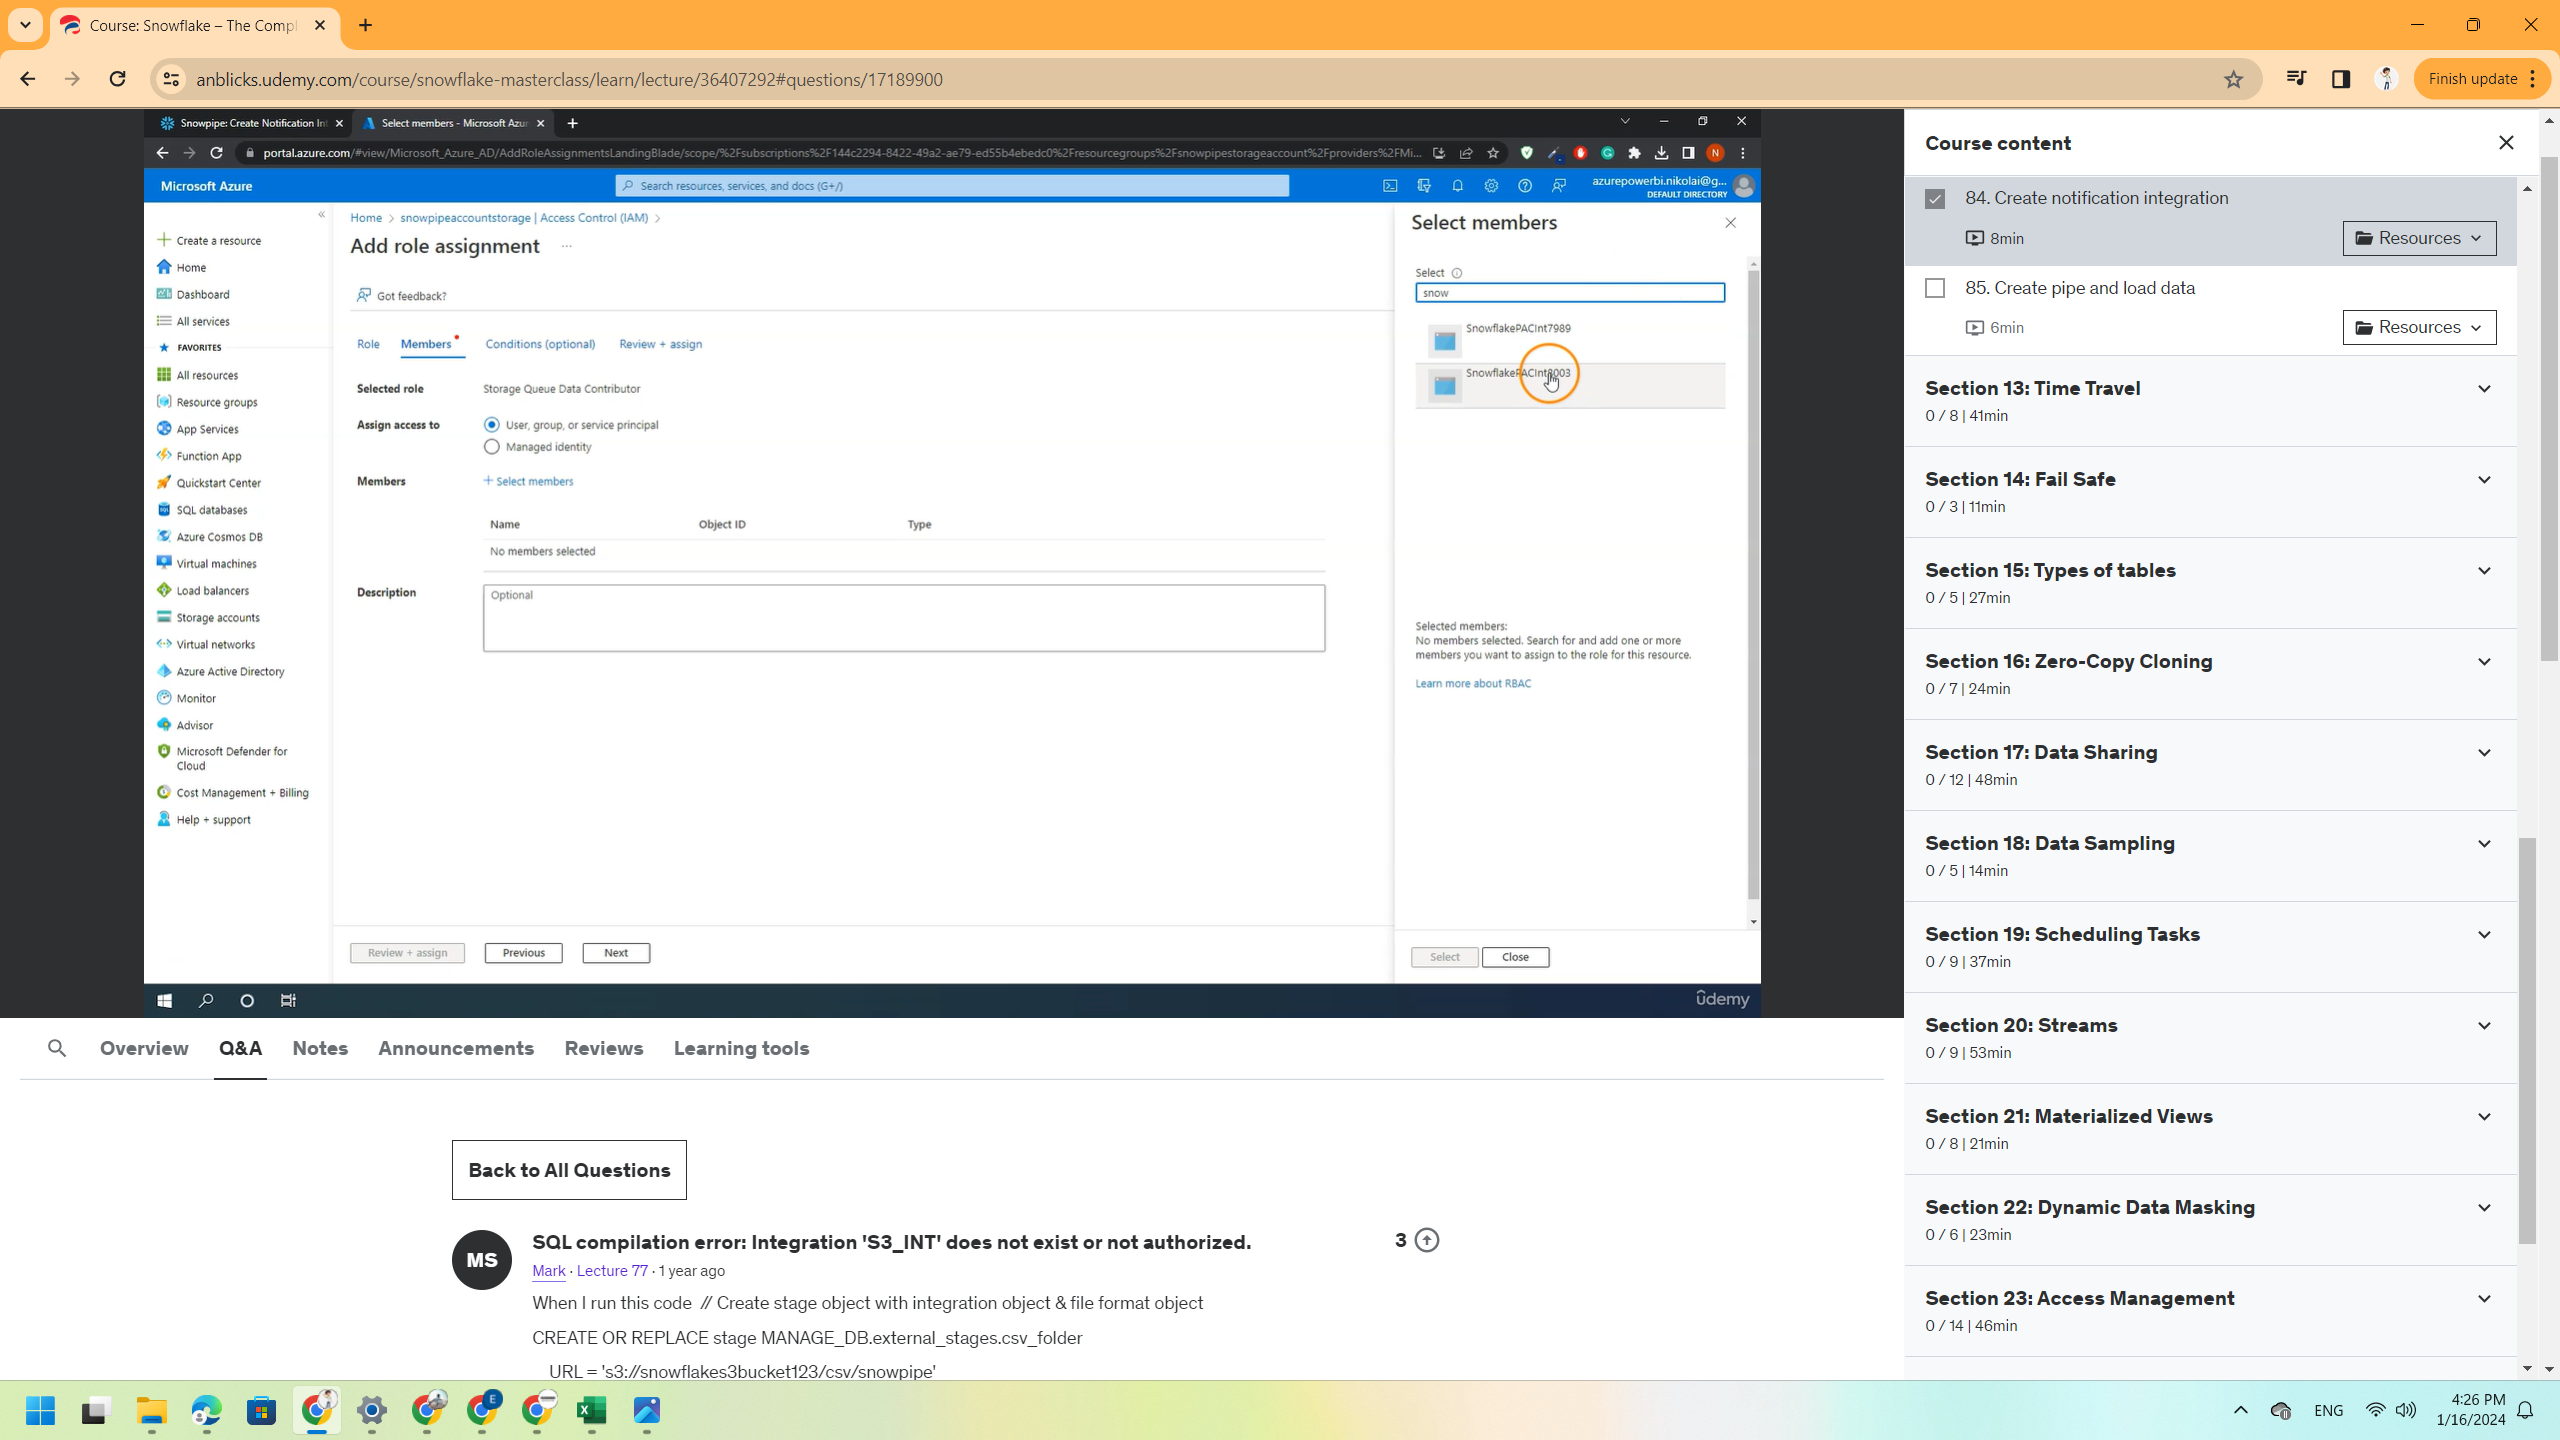 Course: Snowflake – The Compl
anblicks.udemy.com/course/snowflake-masterclass/learn/lecture/36407292#questions/17189900
Finish update
Snowpipe: Create Notification Int
Select members - Microsoft Azur
portal.azure.com/#view/Microsoft_Azure_AD/AddRoleAssignmentsLandingBlade/scope/%2Fsubscriptions%2F144c2294-8422-49a2-ae79-ed55b4ebedc0%2Fresourcegroups%2Fsnowpipestorageaccount%2Fproviders%2FMi...
N
Microsoft Azure
Search resources, services, and docs (G+/)
azurepowerbi.nikolai@g...
DEFAULT DIRECTORY
Create a resource
Home
Dashboard
All services
FAVORITES
All resources
Resource groups
App Services
Function App
Quickstart Center
SQL databases
Azure Cosmos DB
Virtual machines
Load balancers
Storage accounts
Virtual networks
Azure Active Directory
Monitor
Advisor
Microsoft Defender for
Cloud
Cost Management + Billing
Help + support
Home > snowpipeaccountstorage | Access Control (IAM) >
Add role assignment ...
Got feedback?
Role Members Conditions (optional) Review + assign
Selected role Storage Queue Data Contributor
Assign access to User, group, or service principal
Managed identity
Members + Select members
Name Object ID Type
No members selected
Description Optional
Review + assign Previous Next
Select members
Select
snow
SnowflakePACInt7989
SnowflakePACInt8003
Selected members:
No members selected. Search for and add one or more
members you want to assign to the role for this resource.
Learn more about RBAC
Select Close
udemy
Overview Q&A Notes Announcements Reviews Learning tools
Back to All Questions
MS
SQL compilation error: Integration 'S3_INT' does not exist or not authorized.
3
Mark · Lecture 77 · 1 year ago
When I run this code // Create stage object with integration object & file format object
CREATE OR REPLACE stage MANAGE_DB.external_stages.csv_folder
URL = 's3://snowflakes3bucket123/csv/snowpipe'
Course content
84. Create notification integration
8min
Resources
85. Create pipe and load data
6min
Resources
Section 13: Time Travel
0 / 8 | 41min
Section 14: Fail Safe
0 / 3 | 11min
Section 15: Types of tables
0 / 5 | 27min
Section 16: Zero-Copy Cloning
0 / 7 | 24min
Section 17: Data Sharing
0 / 12 | 48min
Section 18: Data Sampling
0 / 5 | 14min
Section 19: Scheduling Tasks
0 / 9 | 37min
Section 20: Streams
0 / 9 | 53min
Section 21: Materialized Views
0 / 8 | 21min
Section 22: Dynamic Data Masking
0 / 6 | 23min
Section 23: Access Management
0 / 14 | 46min
E
ENG
4:26 PM
1/16/2024